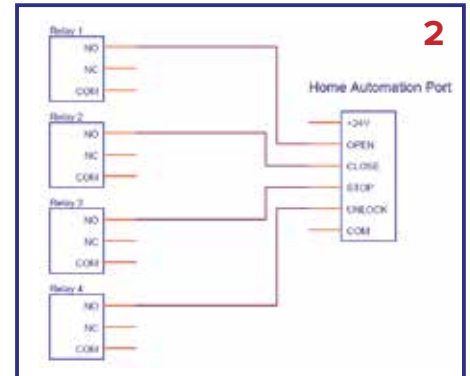 2
Relay 1
NO
NC
COM
Relay 2
NO
NC
COM
Relay 3
NO
NC
COM
Relay 4
NO
NC
COM
Home Automation Port
+24V
OPEN
CLOSE
STOP
UNLOCK
COM